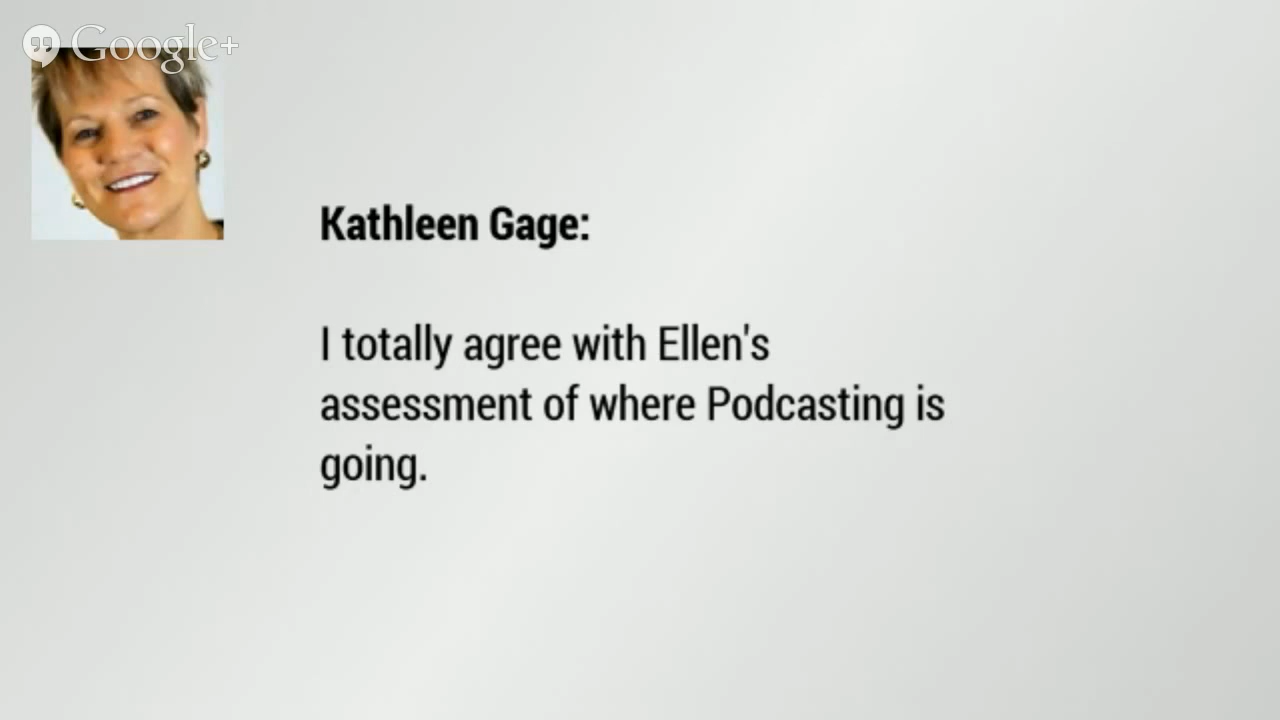 Google+
Kathleen Gage:
I totally agree with Ellen's
assessment of where Podcasting is
going.